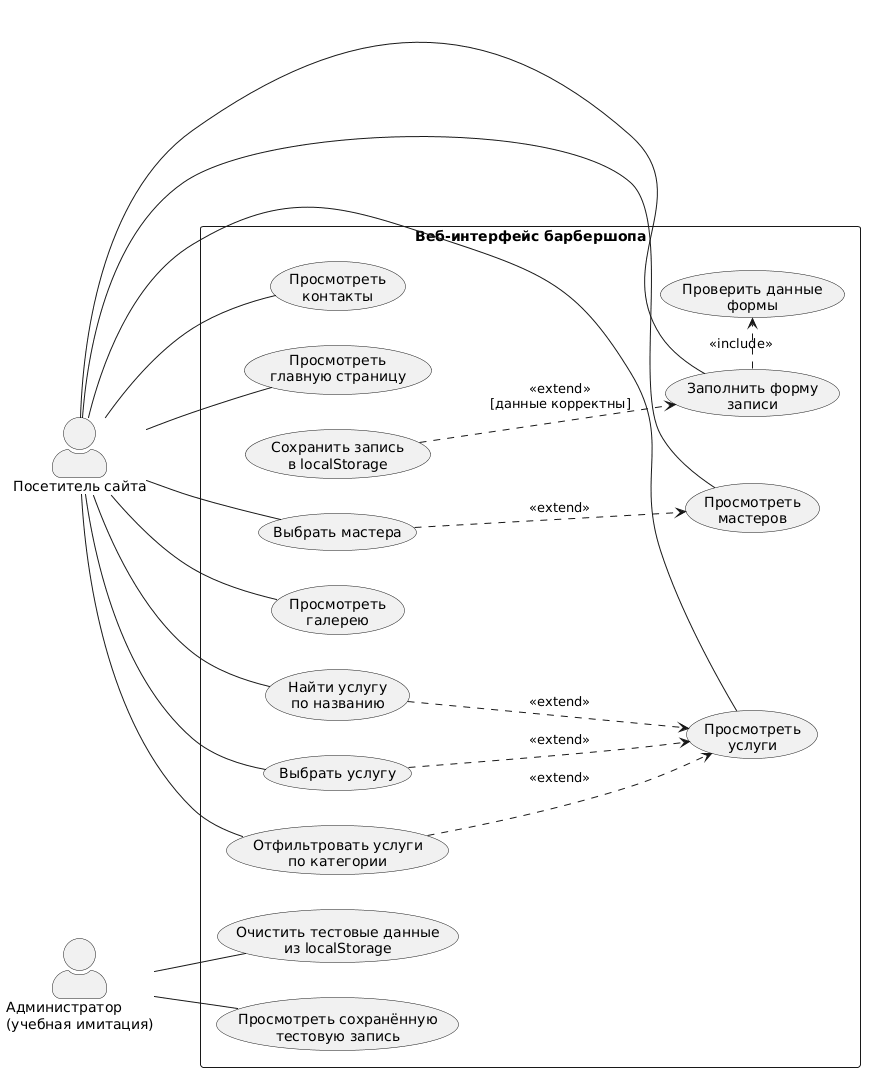 Веб-интерфейс барбершопа
Просмотреть
контакты
Проверить данные
формы
«include»
Просмотреть
главную страницу
«extend»
[данные корректны]
Заполнить форму
записи
Сохранить запись
в localStorage
Посетитель сайта
Выбрать мастера
«extend»
Просмотреть
мастеров
Просмотреть
галерею
Найти услугу
по названию
«extend»
Просмотреть
услуги
«extend»
Выбрать услугу
«extend»
Отфильтровать услуги
по категории
Очистить тестовые данные
из localStorage
Администратор
(учебная имитация)
Просмотреть сохранённую
тестовую запись